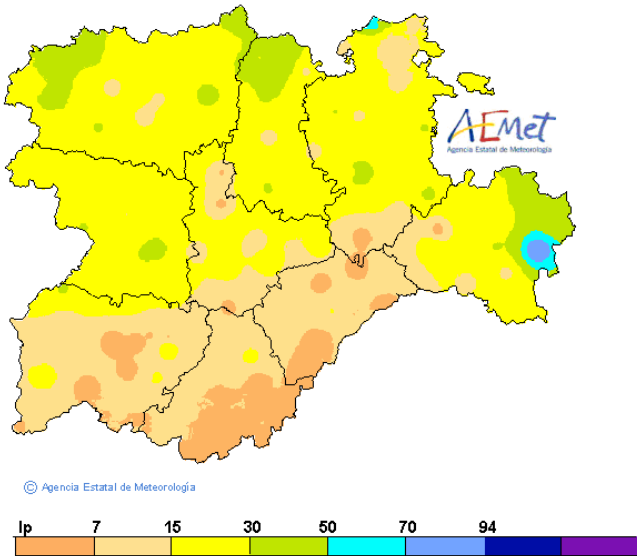 AEMet
Agencia Estatal de Meteorología
© Agencia Estatal de Meteorología
Ip 7 15 30 50 70 94